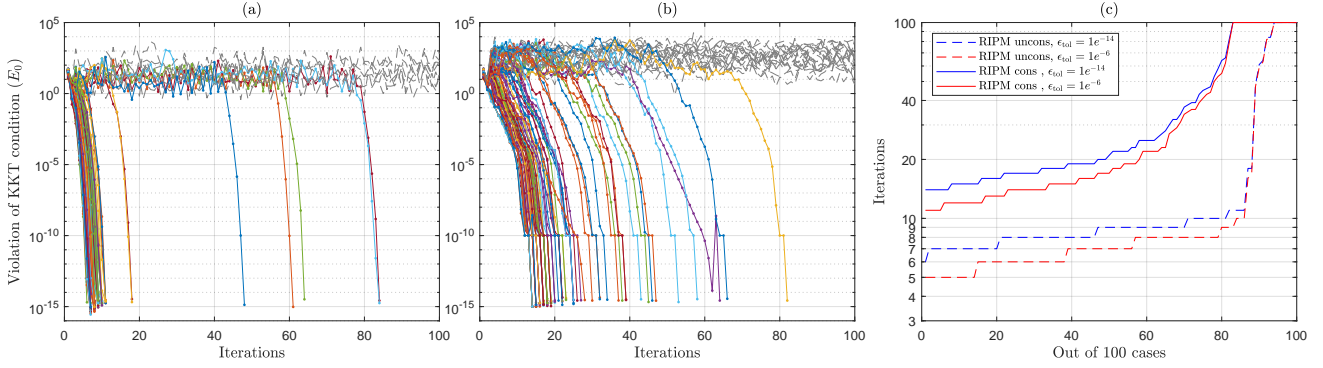 (a)
10^5
10^0
10^-5
10^-10
10^-15
Violation of KKT condition (E_0)
0 20 40 60 80 100
Iterations
(b)
10^5
10^0
10^-5
10^-10
10^-15
0 20 40 60 80 100
Iterations
(c)
100
40
20
10
9
8
7
6
5
4
3
Iterations
RIPM uncons, ϵ_tol = 1e^-14
RIPM uncons, ϵ_tol = 1e^-6
RIPM cons , ϵ_tol = 1e^-14
RIPM cons , ϵ_tol = 1e^-6
0 20 40 60 80 100
Out of 100 cases